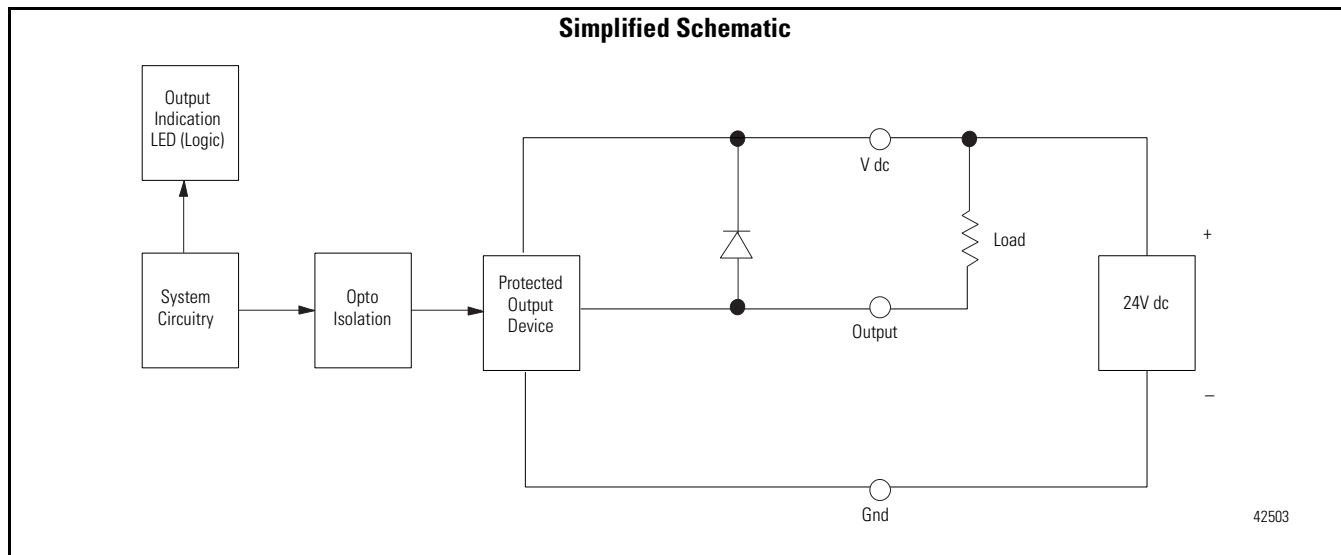 Simplified Schematic
Output
Indication
LED (Logic)
V dc
Load
+
System
Circuitry
Opto
Isolation
Protected
Output
Device
24V dc
Output
–
Gnd
42503